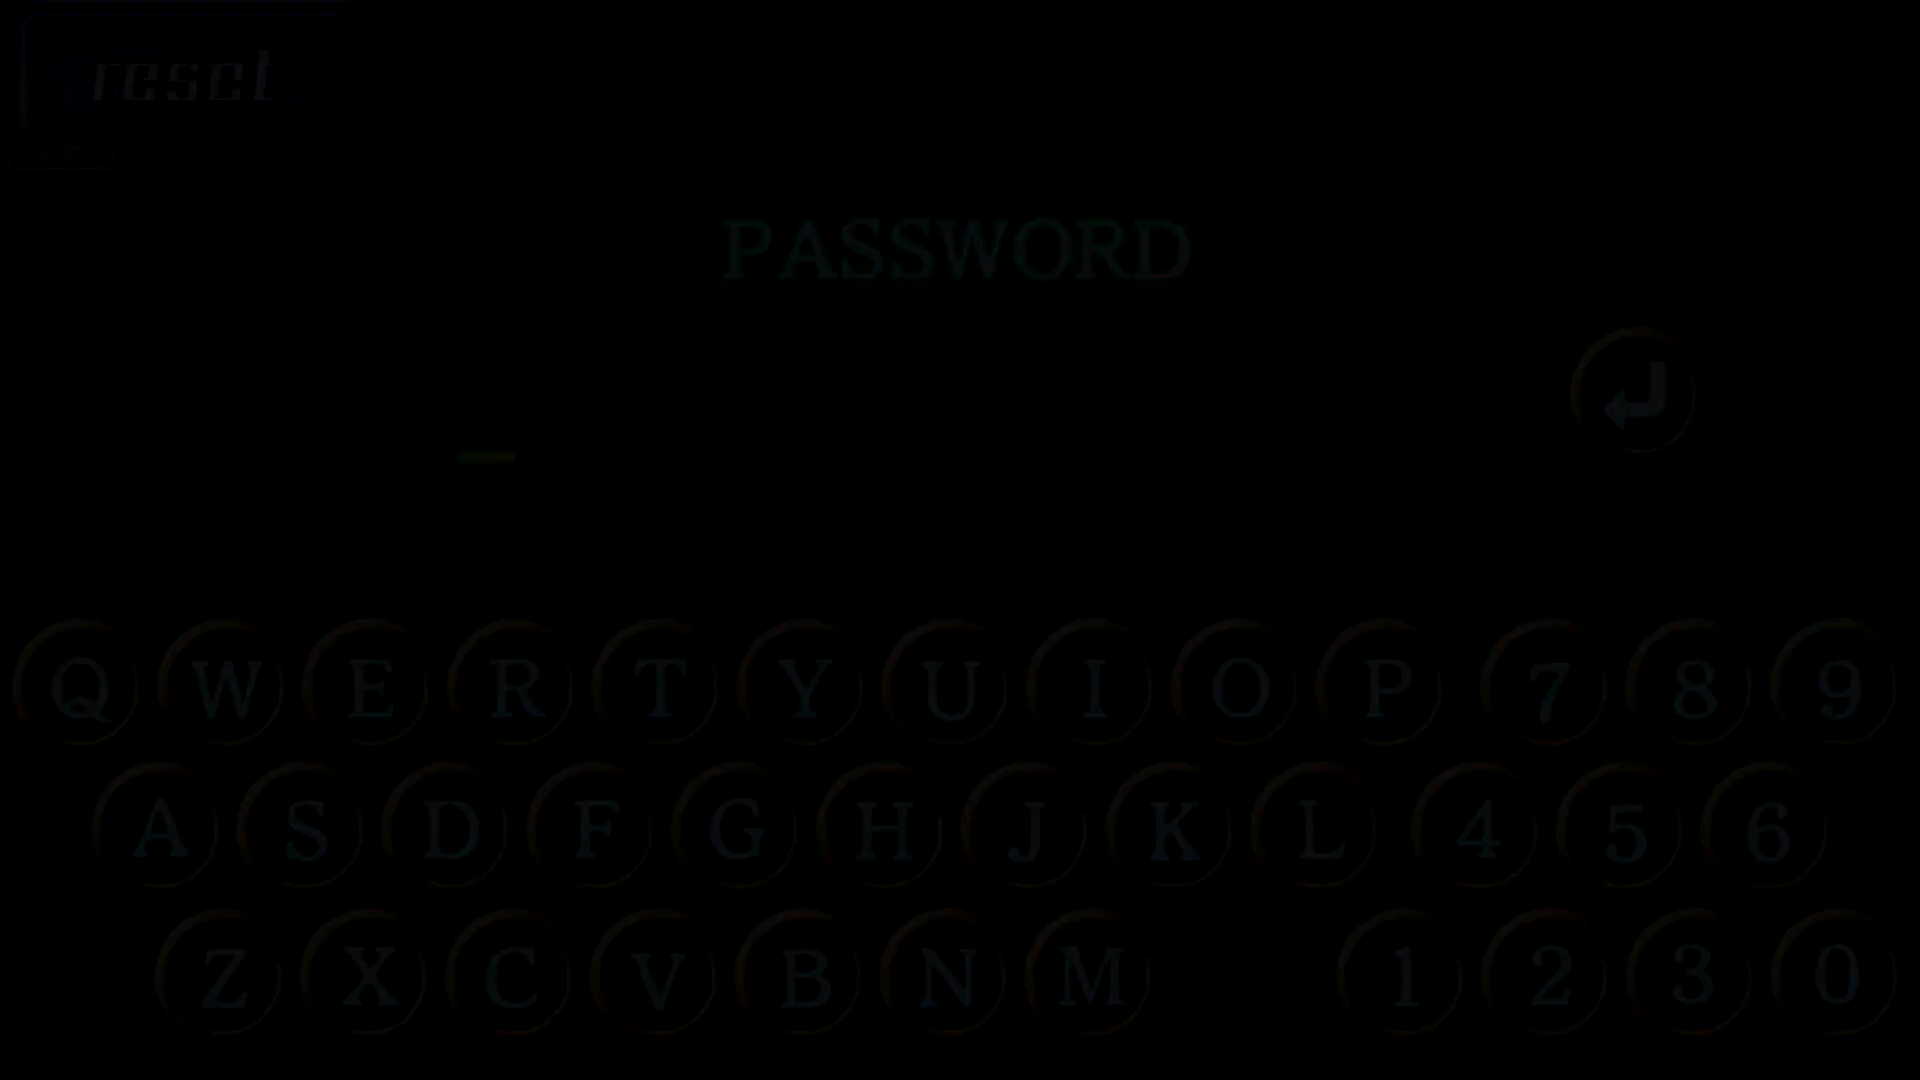 reset
PASSWORD
Q W E R T Y U I O P 7 8 9
A S D F G H J K L 4 5 6
Z X C V B N M 1 2 3 0